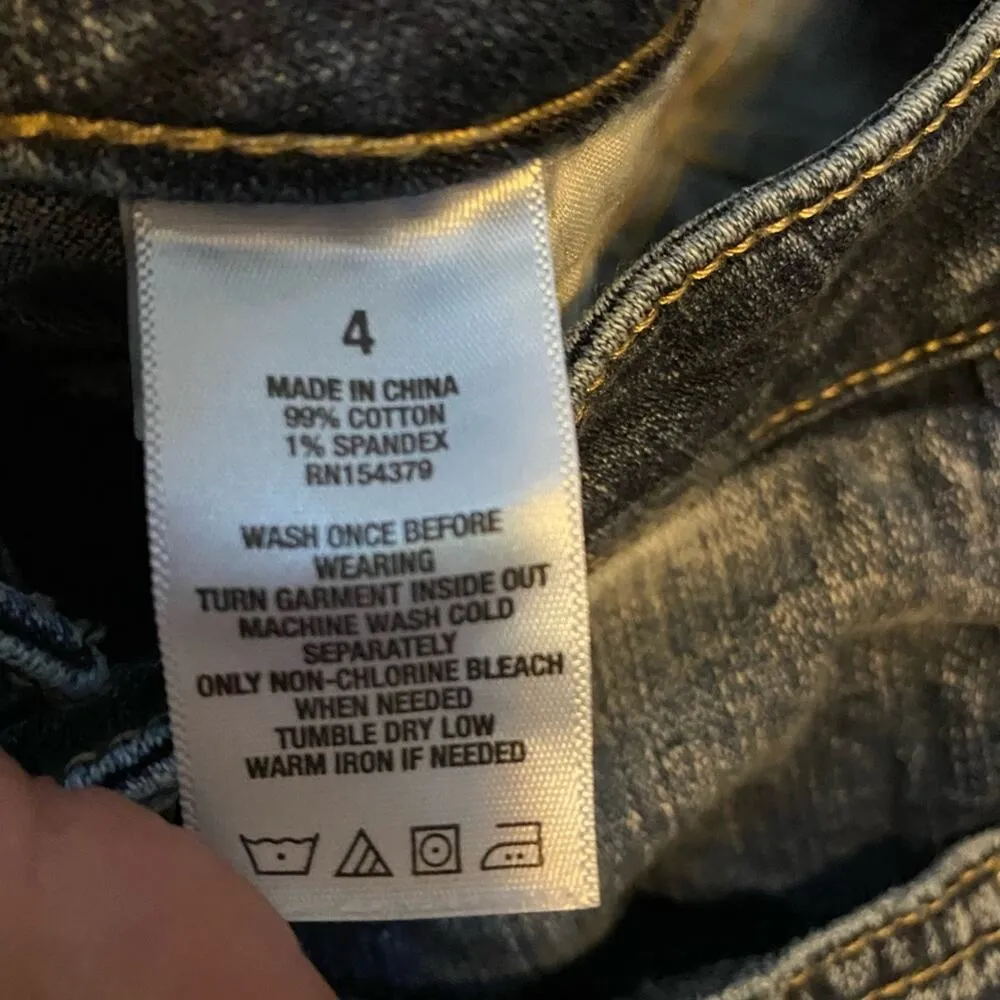 4
MADE IN CHINA
99% COTTON
1% SPANDEX
RN154379
WASH ONCE BEFORE
WEARING
TURN GARMENT INSIDE OUT
MACHINE WASH COLD
SEPARATELY
ONLY NON-CHLORINE BLEACH
WHEN NEEDED
TUMBLE DRY LOW
WARM IRON IF NEEDED